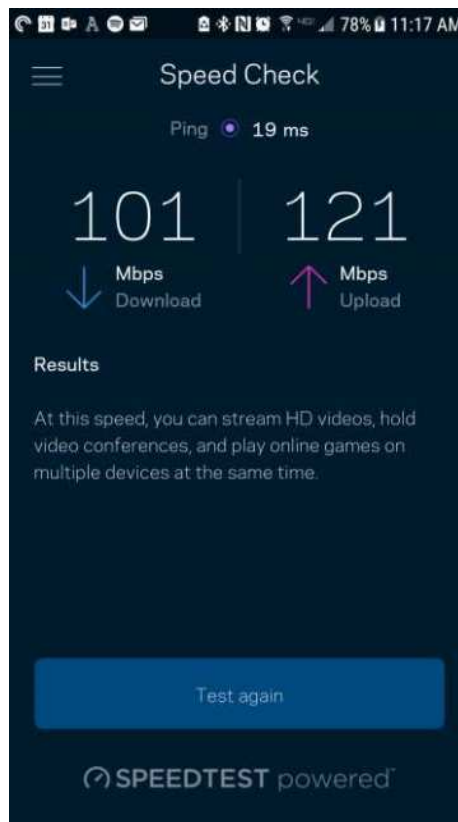 31 78% 11:17 AM
Speed Check
Ping 19 ms
101 121
Mbps Mbps
Download Upload
Results
At this speed, you can stream HD videos, hold
video conferences, and play online games on
multiple devices at the same time.
Test again
SPEEDTEST powered™